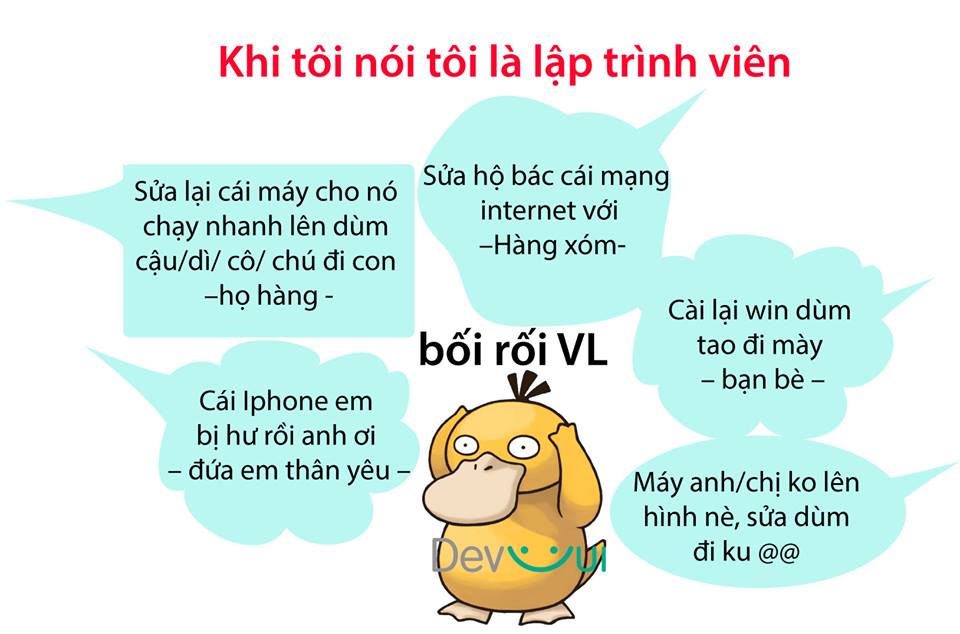 Khi tôi nói tôi là lập trình viên
Sửa lại cái máy cho nó
chạy nhanh lên dùm
cậu/dì/ cô/ chú đi con
–họ hàng -
Sửa hộ bác cái mạng
internet với
–Hàng xóm-
Cài lại win dùm
tao đi mày
– bạn bè –
bối rối VL
Cái Iphone em
bị hư rồi anh ơi
– đứa em thân yêu –
Máy anh/chị ko lên
hình nè, sửa dùm
đi ku @@
Dev vui